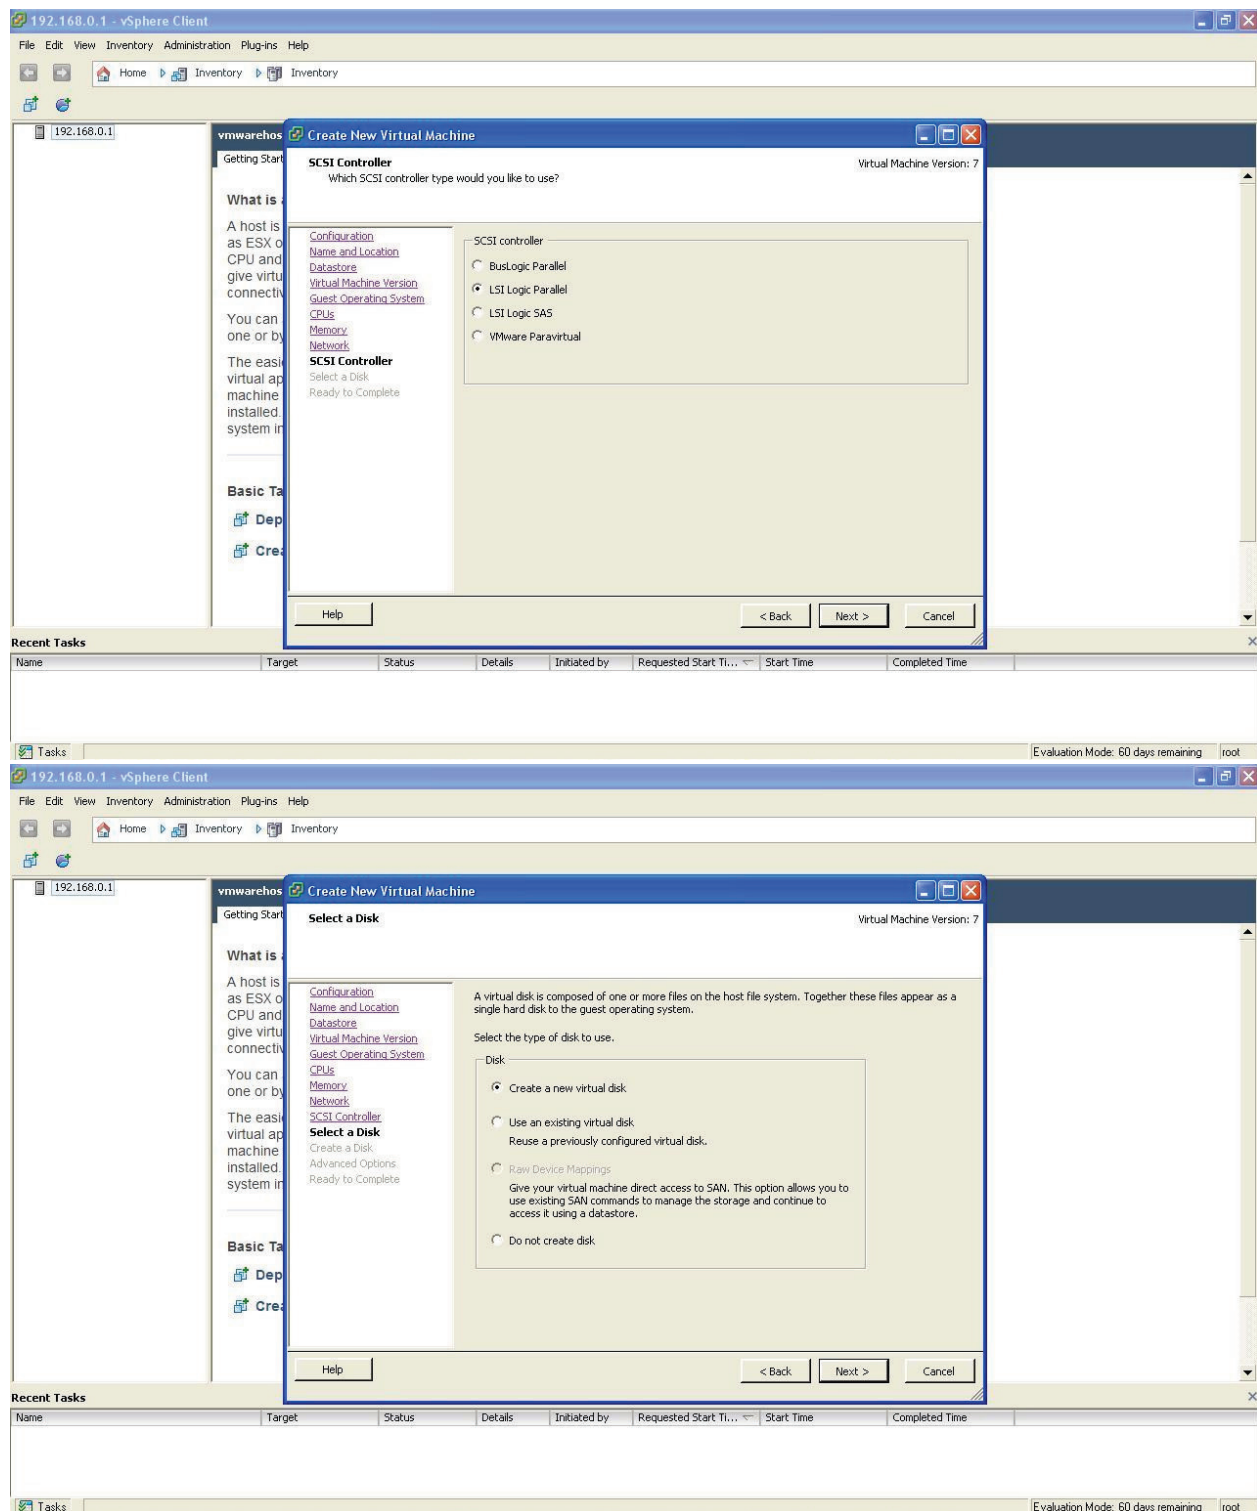 192.168.0.1 - vSphere Client
File Edit View Inventory Administration Plug-ins Help
Home Inventory Inventory
192.168.0.1
vmwarehos
Getting Start
What is
A host is
as ESX o
CPU and
give virtu
connectiv
You can
one or by
The easi
virtual ap
machine
installed.
system in
Basic Ta
Dep
Crea
Create New Virtual Machine
SCSI Controller
Which SCSI controller type would you like to use?
Virtual Machine Version: 7
Configuration
Name and Location
Datastore
Virtual Machine Version
Guest Operating System
CPUs
Memory
Network
SCSI Controller
Select a Disk
Ready to Complete
SCSI controller
BusLogic Parallel
LSI Logic Parallel
LSI Logic SAS
VMware Paravirtual
Help
< Back Next > Cancel
Recent Tasks
Name Target Status Details Initiated by Requested Start Ti... Start Time Completed Time
Tasks
Evaluation Mode: 60 days remaining root
192.168.0.1 - vSphere Client
File Edit View Inventory Administration Plug-ins Help
Home Inventory Inventory
192.168.0.1
vmwarehos
Getting Start
What is
A host is
as ESX o
CPU and
give virtu
connectiv
You can
one or by
The easi
virtual ap
machine
installed.
system in
Basic Ta
Dep
Crea
Create New Virtual Machine
Select a Disk
Virtual Machine Version: 7
Configuration
Name and Location
Datastore
Virtual Machine Version
Guest Operating System
CPUs
Memory
Network
SCSI Controller
Select a Disk
Create a Disk
Advanced Options
Ready to Complete
A virtual disk is composed of one or more files on the host file system. Together these files appear as a
single hard disk to the guest operating system.
Select the type of disk to use.
Disk
Create a new virtual disk
Use an existing virtual disk
Reuse a previously configured virtual disk.
Raw Device Mappings
Give your virtual machine direct access to SAN. This option allows you to
use existing SAN commands to manage the storage and continue to
access it using a datastore.
Do not create disk
Help
< Back Next > Cancel
Recent Tasks
Name Target Status Details Initiated by Requested Start Ti... Start Time Completed Time
Tasks
Evaluation Mode: 60 days remaining root